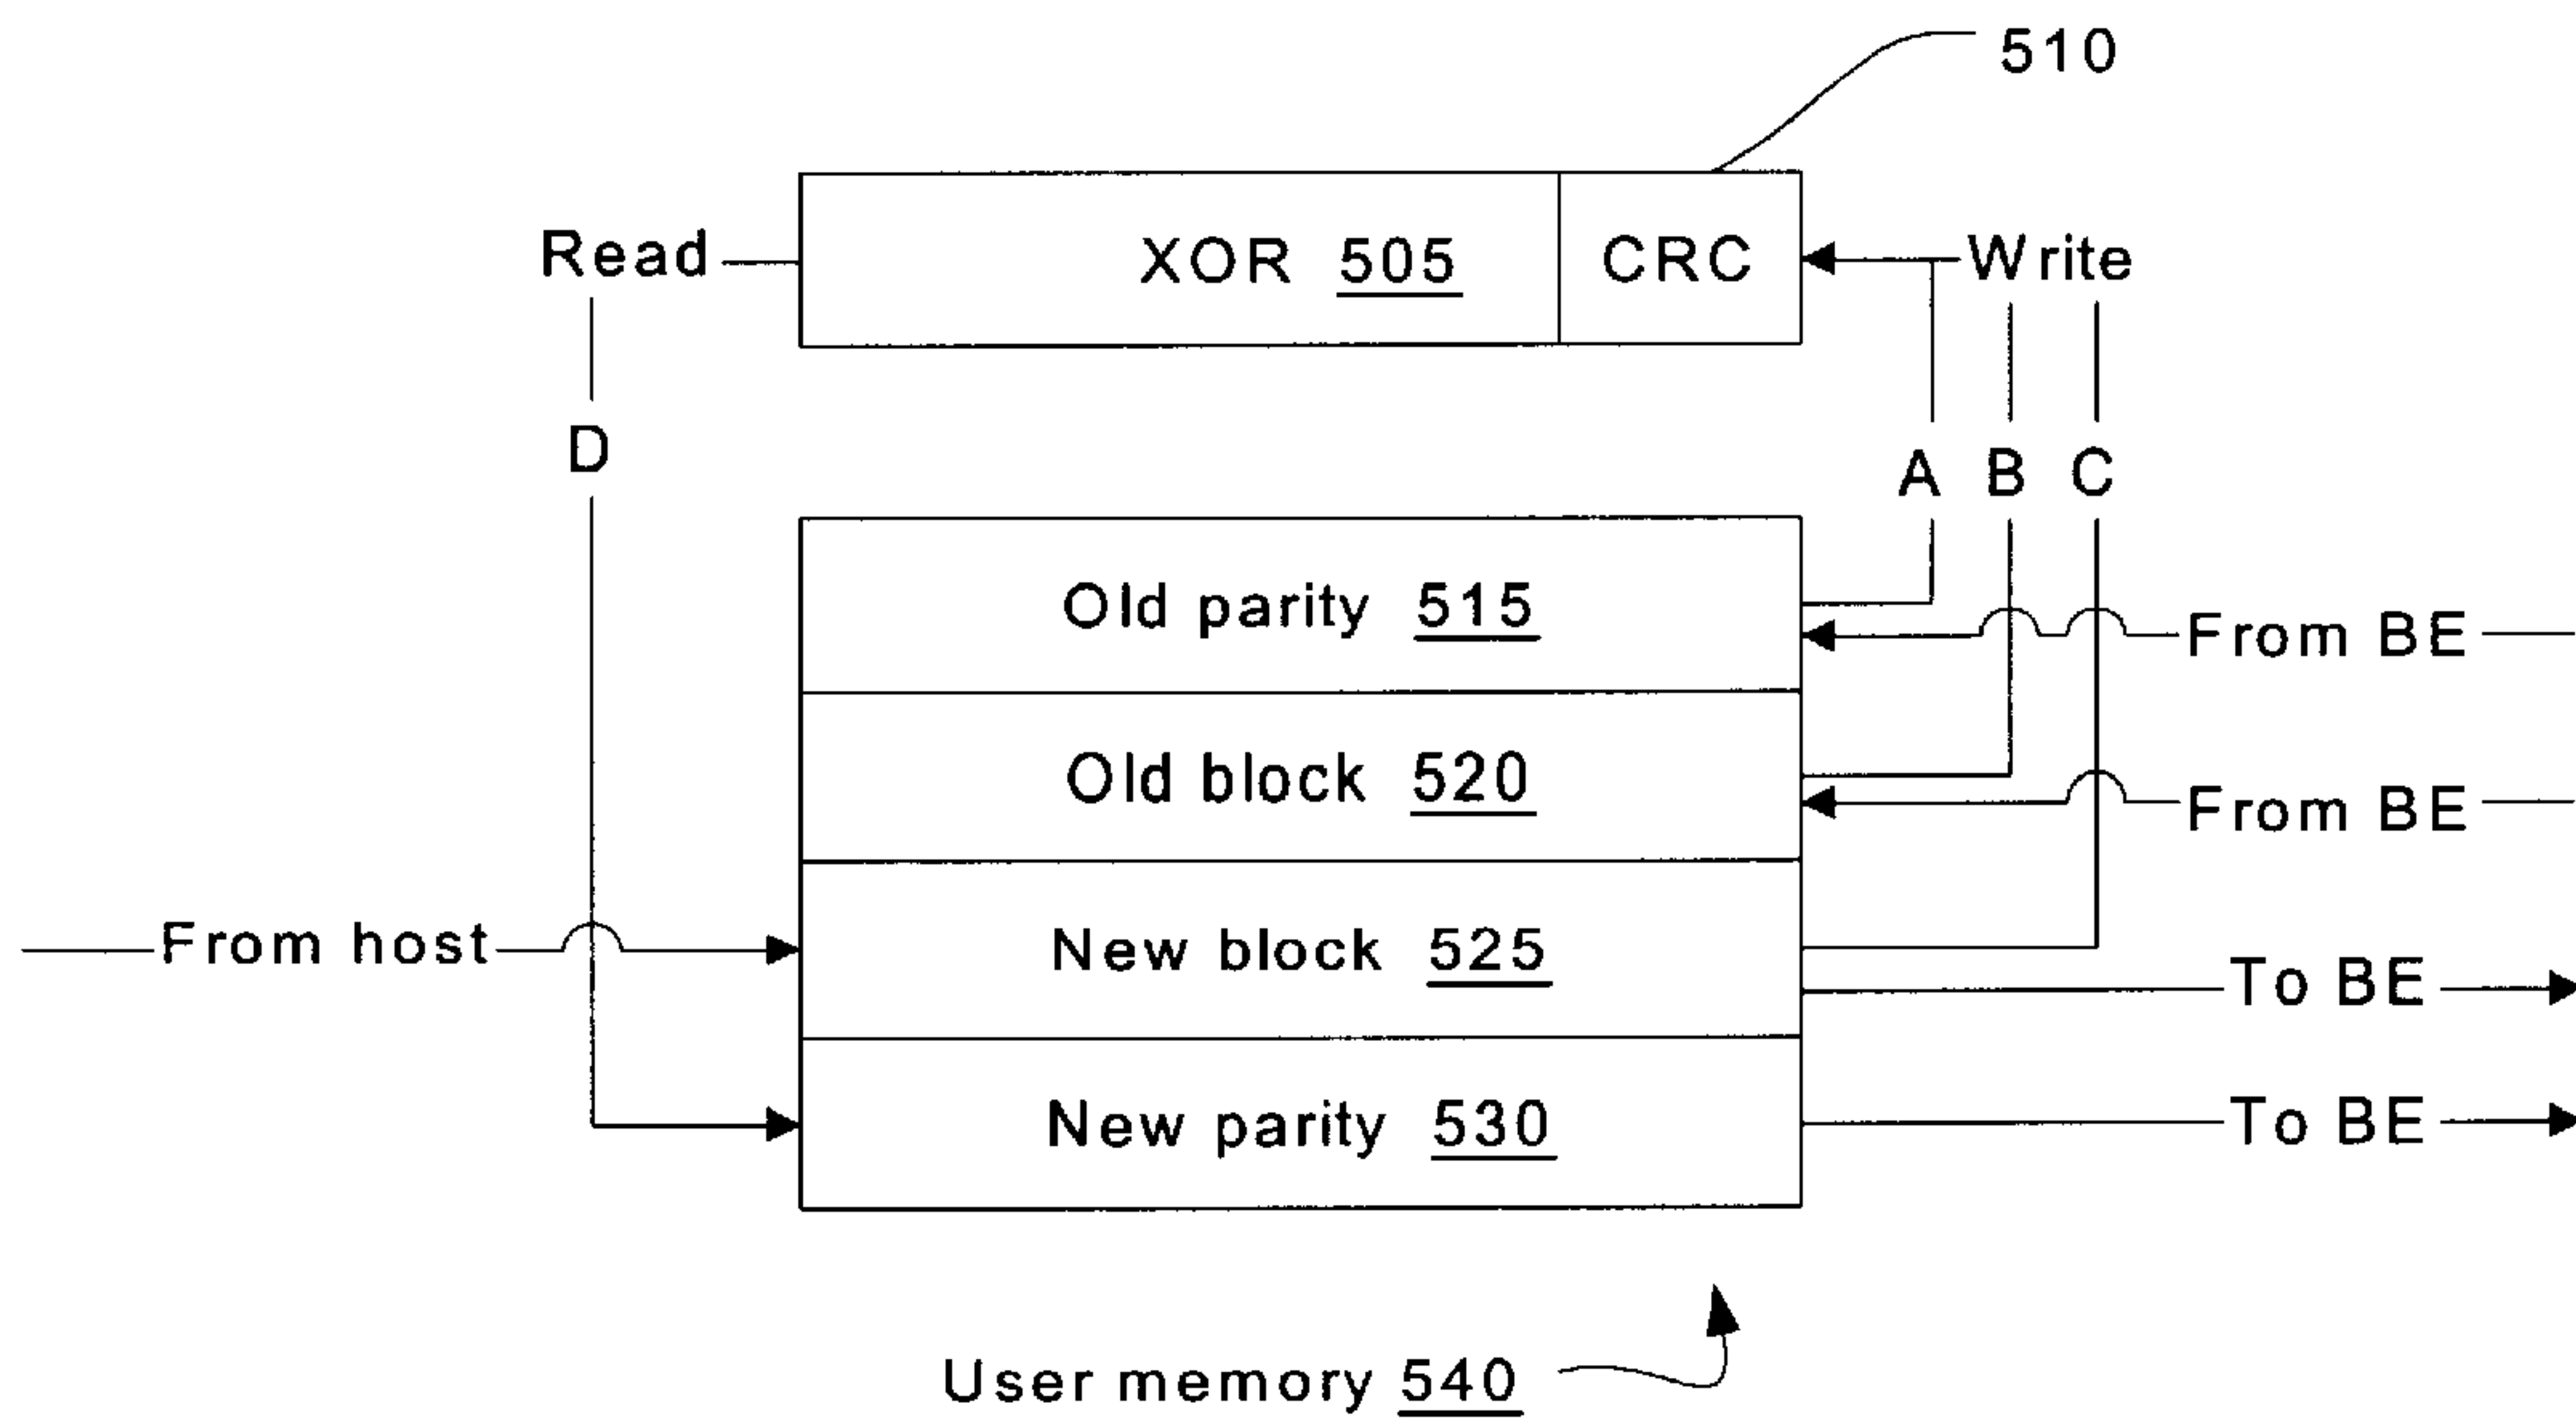 510
Read XOR 505 CRC Write
D
A B C
Old parity 515
From BE
Old block 520
From BE
From host New block 525
To BE
New parity 530 To BE
User memory 540